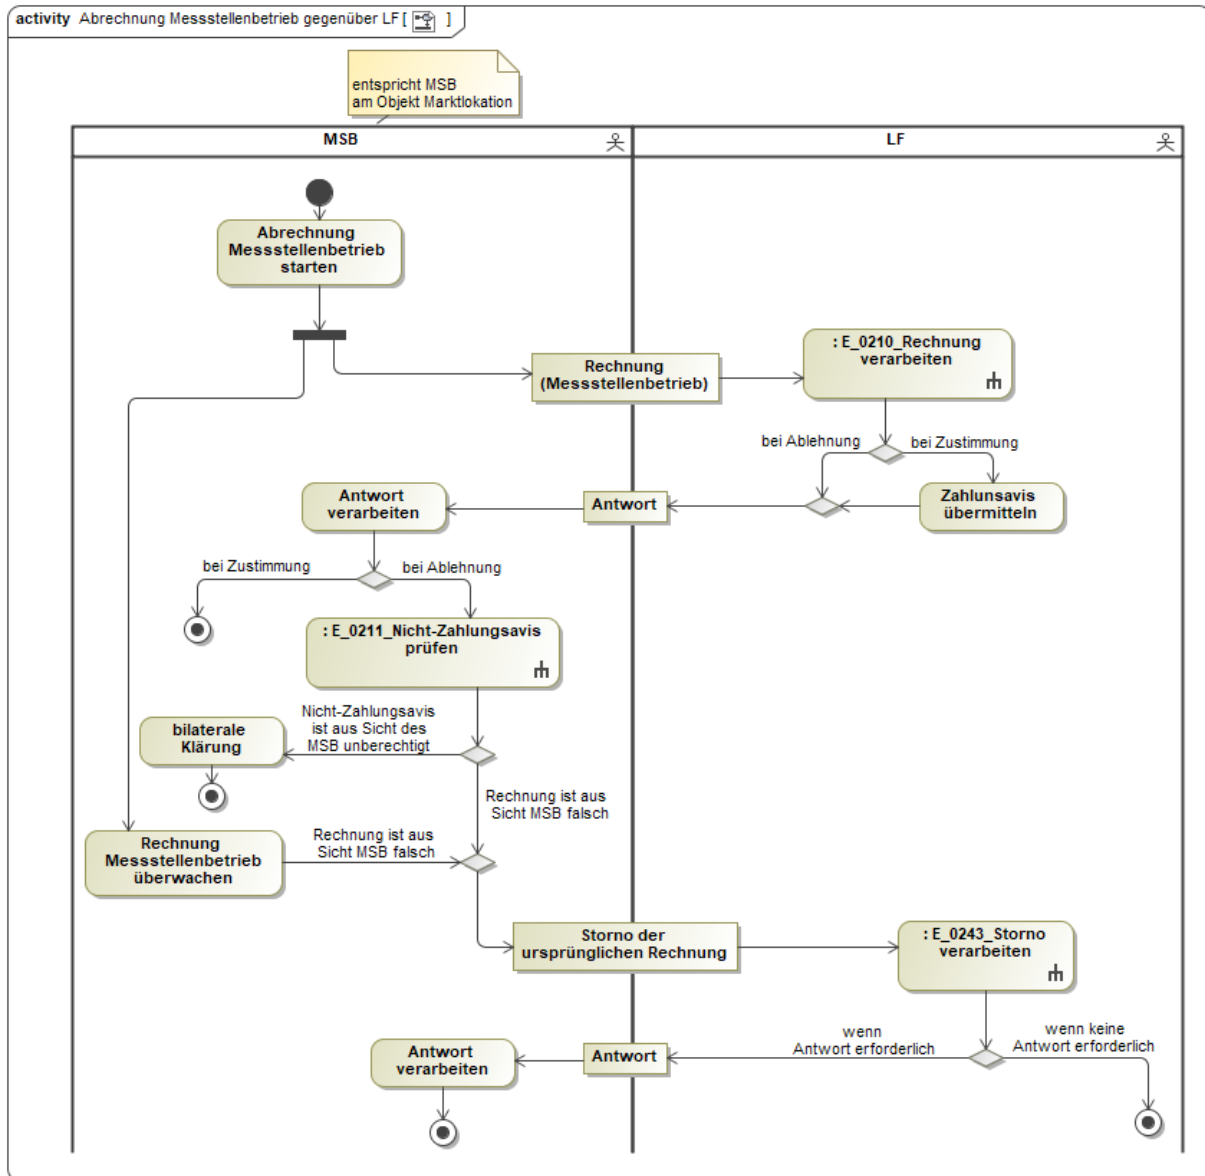 activity Abrechnung Messstellenbetrieb gegenüber LF [ ]
entspricht MSB
am Objekt Marktlokation
MSB
LF
Abrechnung
Messstellenbetrieb
starten
Rechnung
(Messstellenbetrieb)
: E_0210_Rechnung
verarbeiten
bei Ablehnung
bei Zustimmung
Zahlunsavis
übermitteln
Antwort
Antwort
verarbeiten
bei Zustimmung
bei Ablehnung
: E_0211_Nicht-Zahlungsavis
prüfen
Nicht-Zahlungsavis
ist aus Sicht des
MSB unberechtigt
bilaterale
Klärung
Rechnung ist aus
Sicht MSB falsch
Rechnung
Messstellenbetrieb
überwachen
Rechnung ist aus
Sicht MSB falsch
Storno der
ursprünglichen Rechnung
: E_0243_Storno
verarbeiten
wenn
Antwort erforderlich
wenn keine
Antwort erforderlich
Antwort
Antwort
verarbeiten